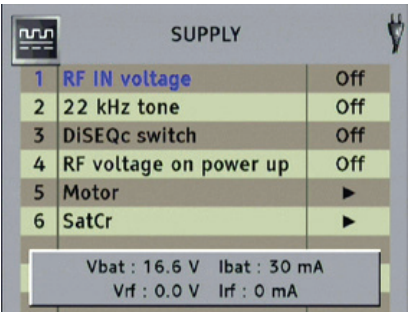 SUPPLY
1 RF IN voltage Off
2 22 kHz tone Off
3 DiSEQc switch Off
4 RF voltage on power up Off
5 Motor ►
6 SatCr ►
Vbat : 16.6 V Ibat : 30 mA
Vrf : 0.0 V Irf : 0 mA